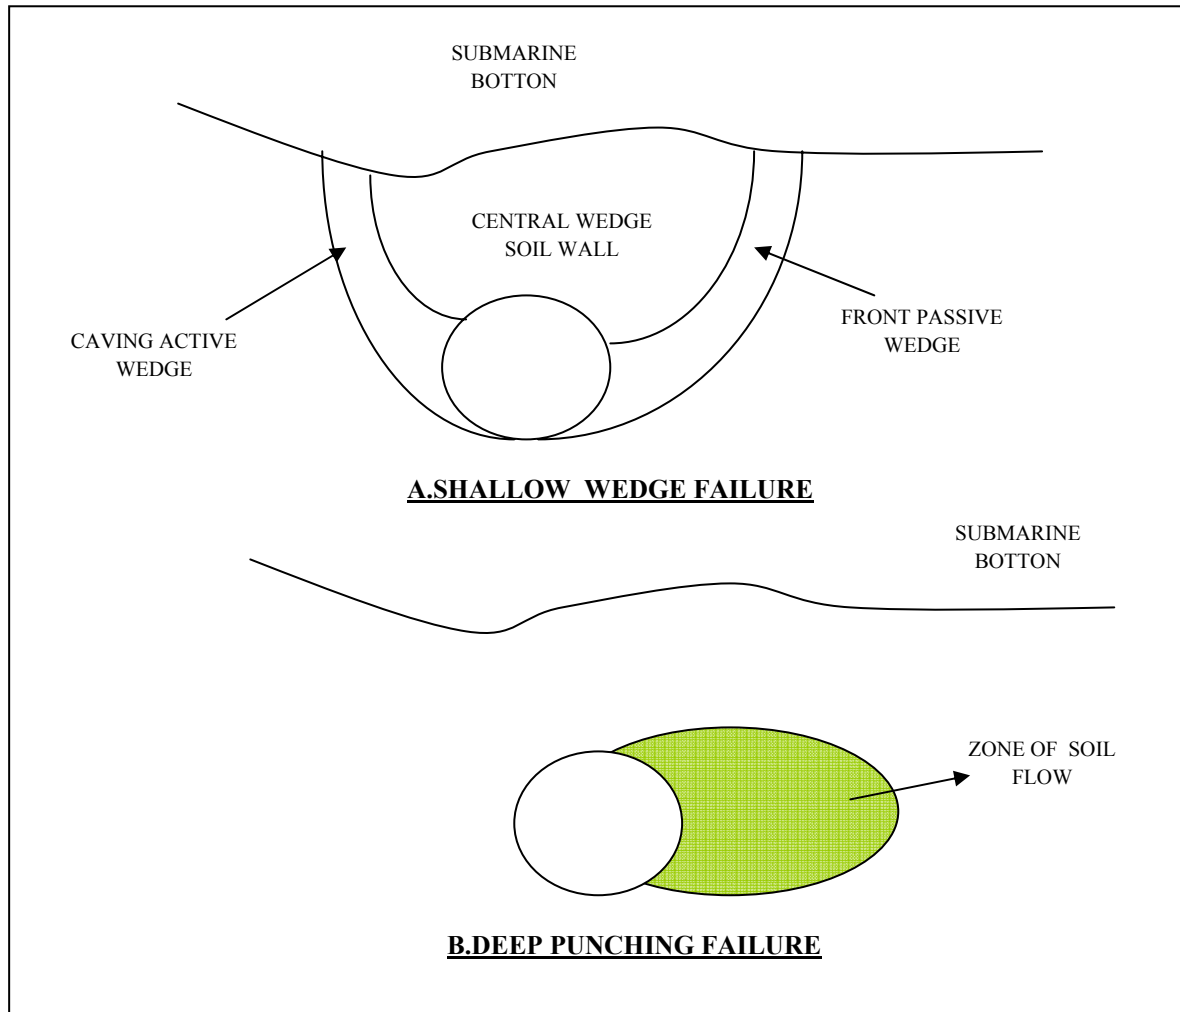 SUBMARINE
BOTTON
CENTRAL WEDGE
SOIL WALL
CAVING ACTIVE
WEDGE
FRONT PASSIVE
WEDGE
A.SHALLOW WEDGE FAILURE
SUBMARINE
BOTTON
ZONE OF SOIL
FLOW
B.DEEP PUNCHING FAILURE